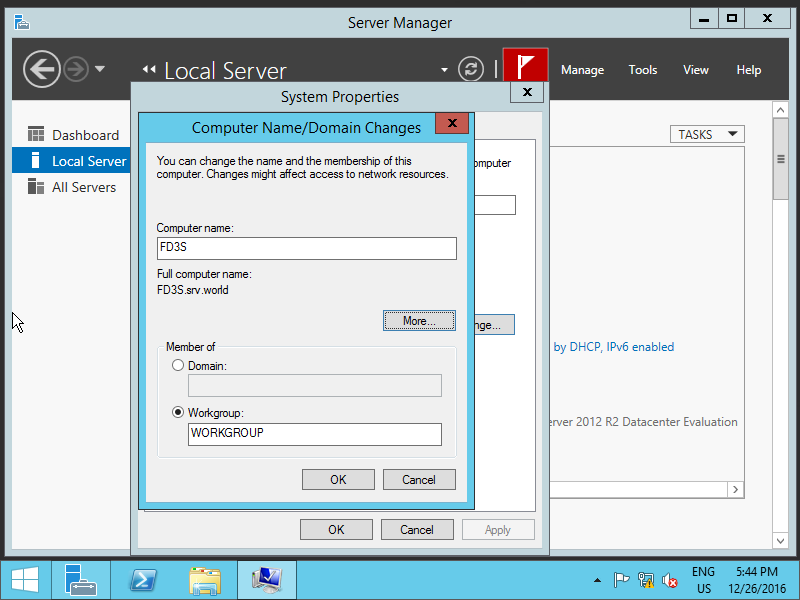 Server Manager
Local Server
Manage
Tools
View
Help
System Properties
Computer Name/Domain Changes
Dashboard
Local Server
All Servers
TASKS
You can change the name and the membership of this
computer. Changes might affect access to network resources.
Computer name:
FD3S
Full computer name:
FD3S.srv.world
More...
Member of
Domain:
Workgroup:
WORKGROUP
OK
Cancel
by DHCP, IPv6 enabled
2012 R2 Datacenter Evaluation
OK
Cancel
Apply
ENG
US
5:44 PM
12/26/2016